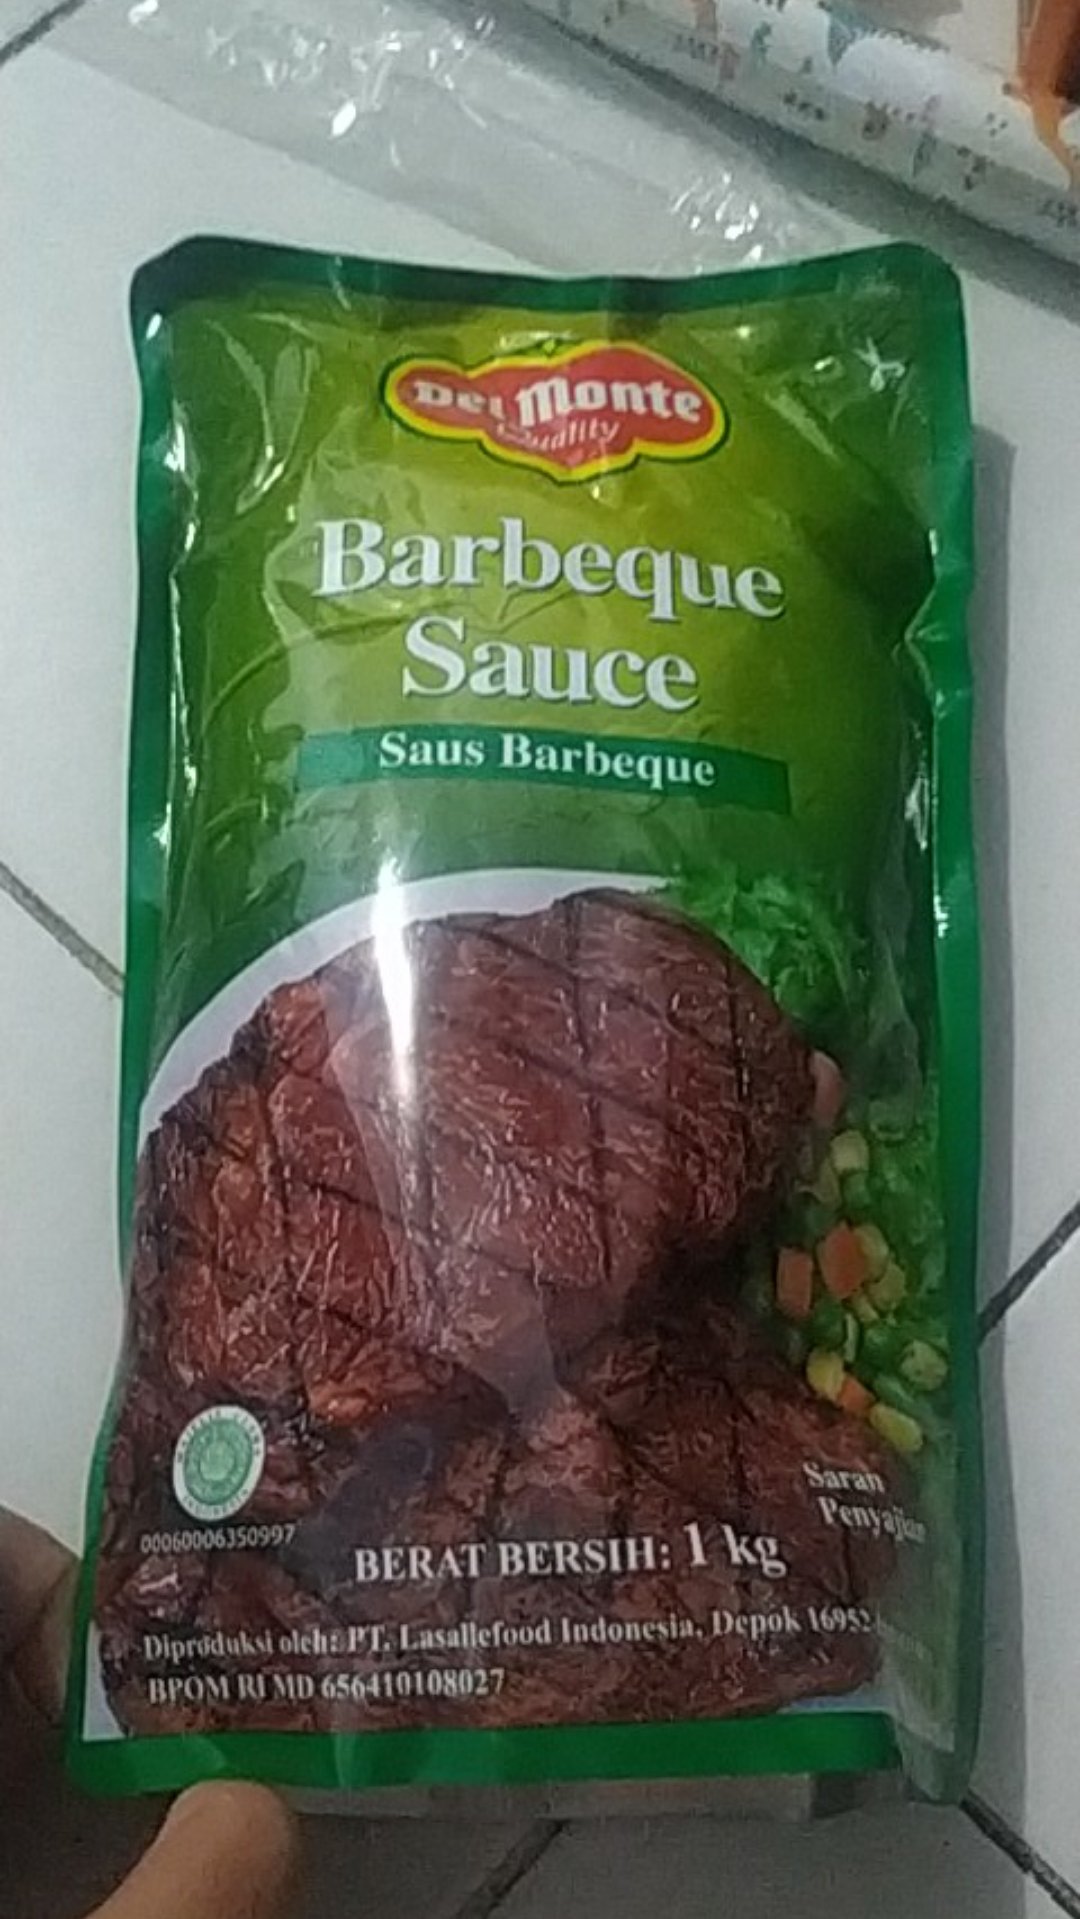 Del Monte
Quality
Barbeque
Sauce
Saus Barbeque
Saran
Penyajian
00060006350997
BERAT BERSIH: 1 kg
Diproduksi oleh: PT. Lasallefood Indonesia, Depok 16952
BPOM RI MD 656410108027